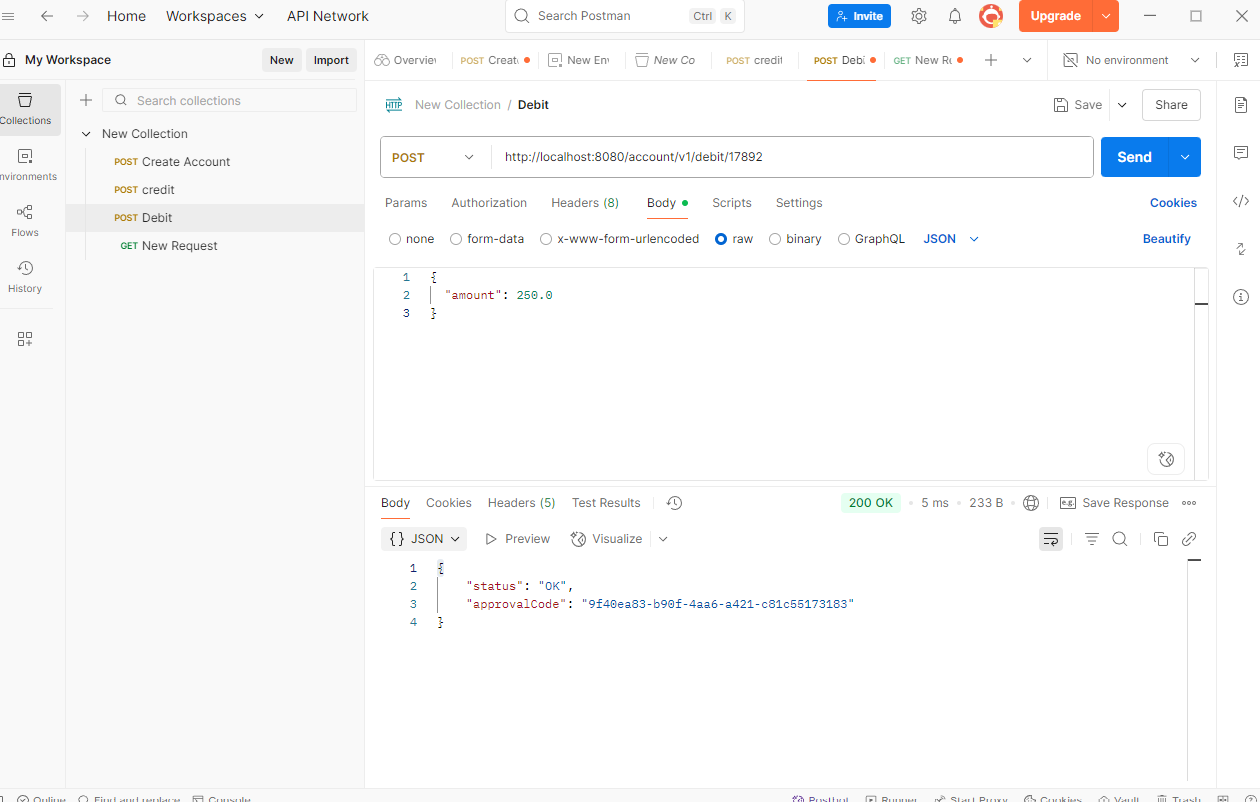 Home Workspaces API Network Search Postman Ctrl K Invite Upgrade
My Workspace New Import Overview POST Creat New En New Co POST credit POST Debi GET New Re No environment
Search collections
New Collection
POST Create Account
POST credit
POST Debit
GET New Request
Collections
nvironments
Flows
History
HTTP New Collection / Debit Save Share
POST http://localhost:8080/account/v1/debit/17892 Send
Params Authorization Headers (8) Body Scripts Settings Cookies
none form-data x-www-form-urlencoded raw binary GraphQL JSON Beautify
1 {
2 "amount": 250.0
3 }
Body Cookies Headers (5) Test Results 200 OK • 5 ms • 233 B • e.g. Save Response
{} JSON Preview Visualize
1 {
2 "status": "OK",
3 "approvalCode": "9f40ea83-b90f-4aa6-a421-c81c55173183"
4 }
Online Find and replace Console Postbot Runner Start Proxy Cookies Vault Trash